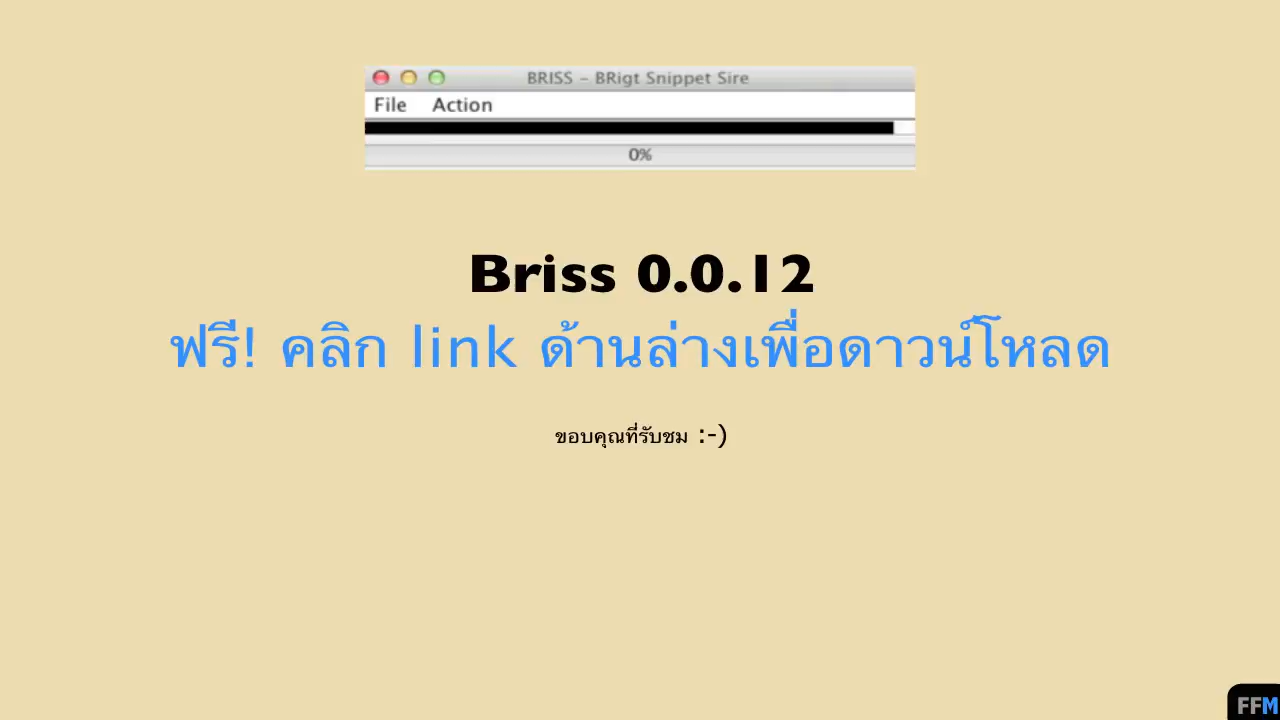 BRISS - BRigt Snippet Sire
File Action
0%
Briss 0.0.12
ฟรี! คลิก link ด้านล่างเพื่อดาวน์โหลด
ขอบคุณที่รับชม :-)
FFM